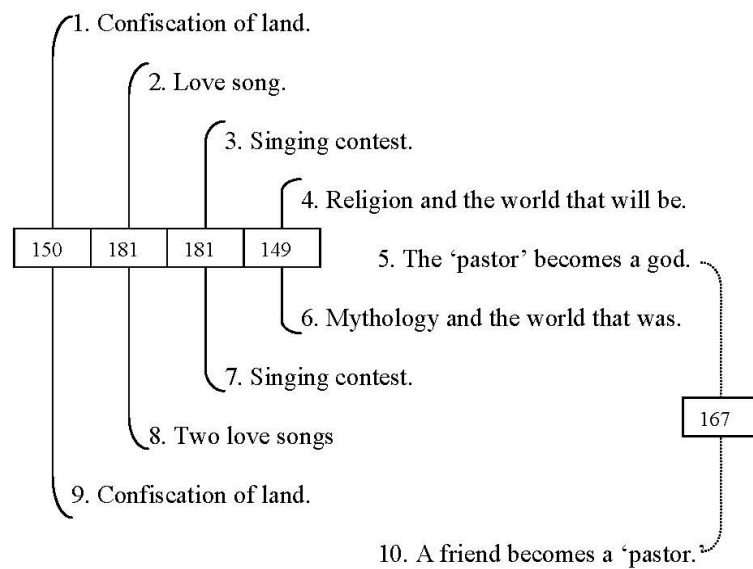 1. Confiscation of land.
2. Love song.
3. Singing contest.
4. Religion and the world that will be.
150 181 181 149
5. The ‘pastor’ becomes a god.
6. Mythology and the world that was.
7. Singing contest.
167
8. Two love songs
9. Confiscation of land.
10. A friend becomes a ‘pastor.’